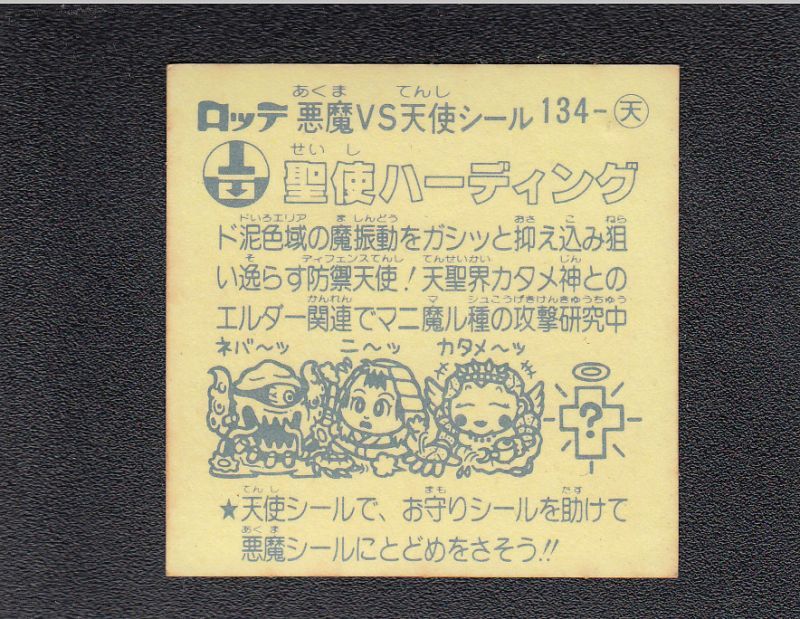 あくま てんし
ロッテ 悪魔VS天使シール 134-天
せいし
聖使ハーディング
どいろエリア ましんどう おさ こ ねら
ド泥色域の魔振動をガシッと抑え込み狙
そ ディフェンスてんし てんせいかい じん
い逸らす防禦天使!天聖界カタメ神との
かんれん マ シュこうげきけんきゅうちゅう
エルダー関連でマニ魔ル種の攻撃研究中
ネバ〜ッ ニ〜ッ カタメ〜ッ
?
てんし まも たす
★天使シールで、お守りシールを助けて
あくま
悪魔シールにとどめをさそう!!